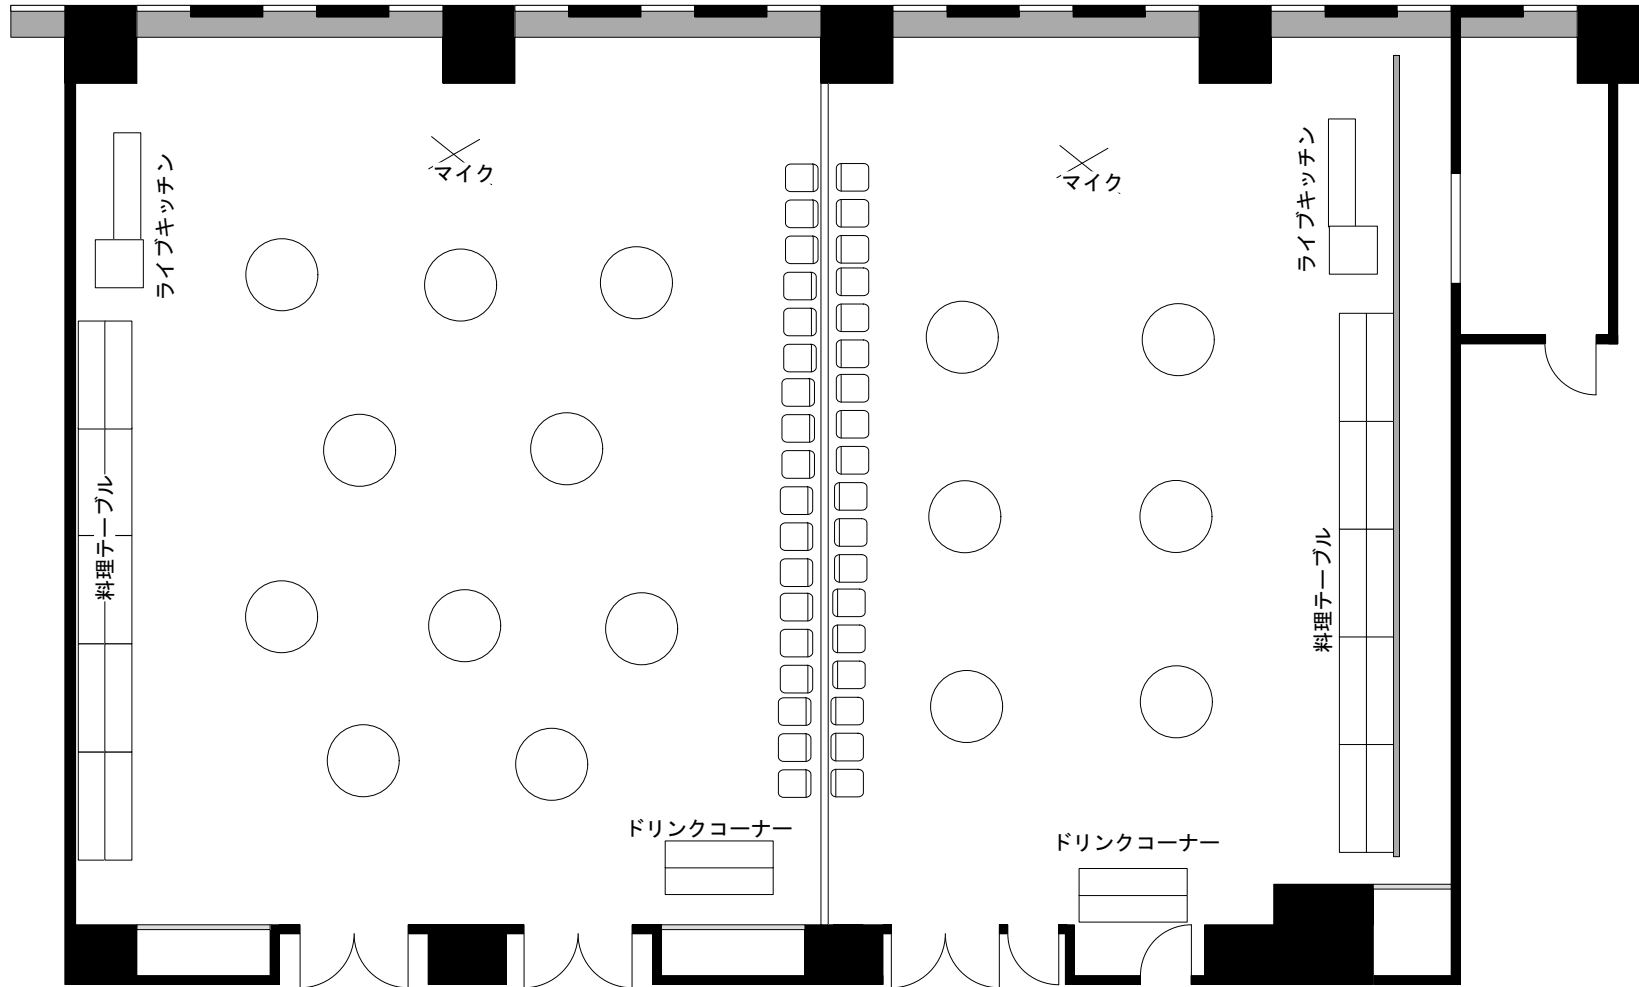 マイク
マイク
ライブキッチン
ライブキッチン
料理テーブル
料理テーブル
ドリンクコーナー
ドリンクコーナー